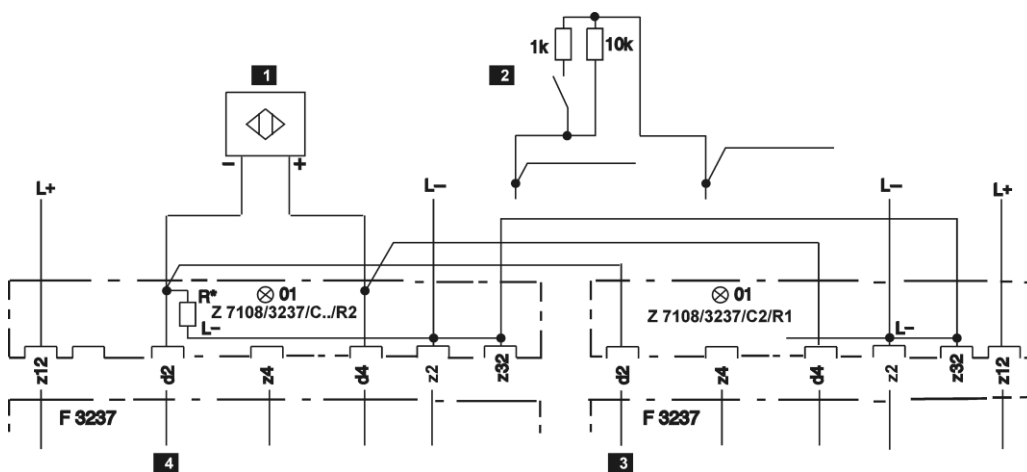 1k
10k
2
1
–
+
L+
L–
L–
L+
R*
01
Z 7108/3237/C../R2
L–
01
Z 7108/3237/C2/R1
L–
z12
d2
z4
d4
z2
z32
d2
z4
d4
z2
z32
z12
F 3237
F 3237
4
3